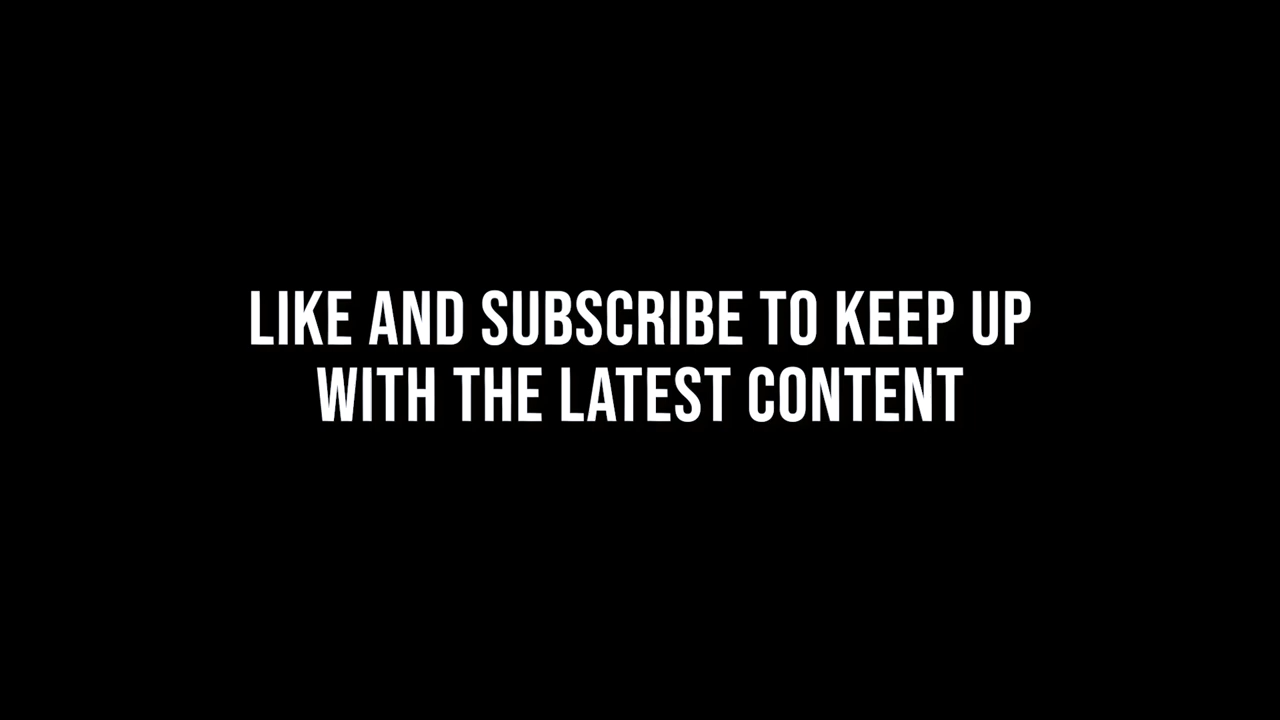 LIKE AND SUBSCRIBE TO KEEP UP
WITH THE LATEST CONTENT